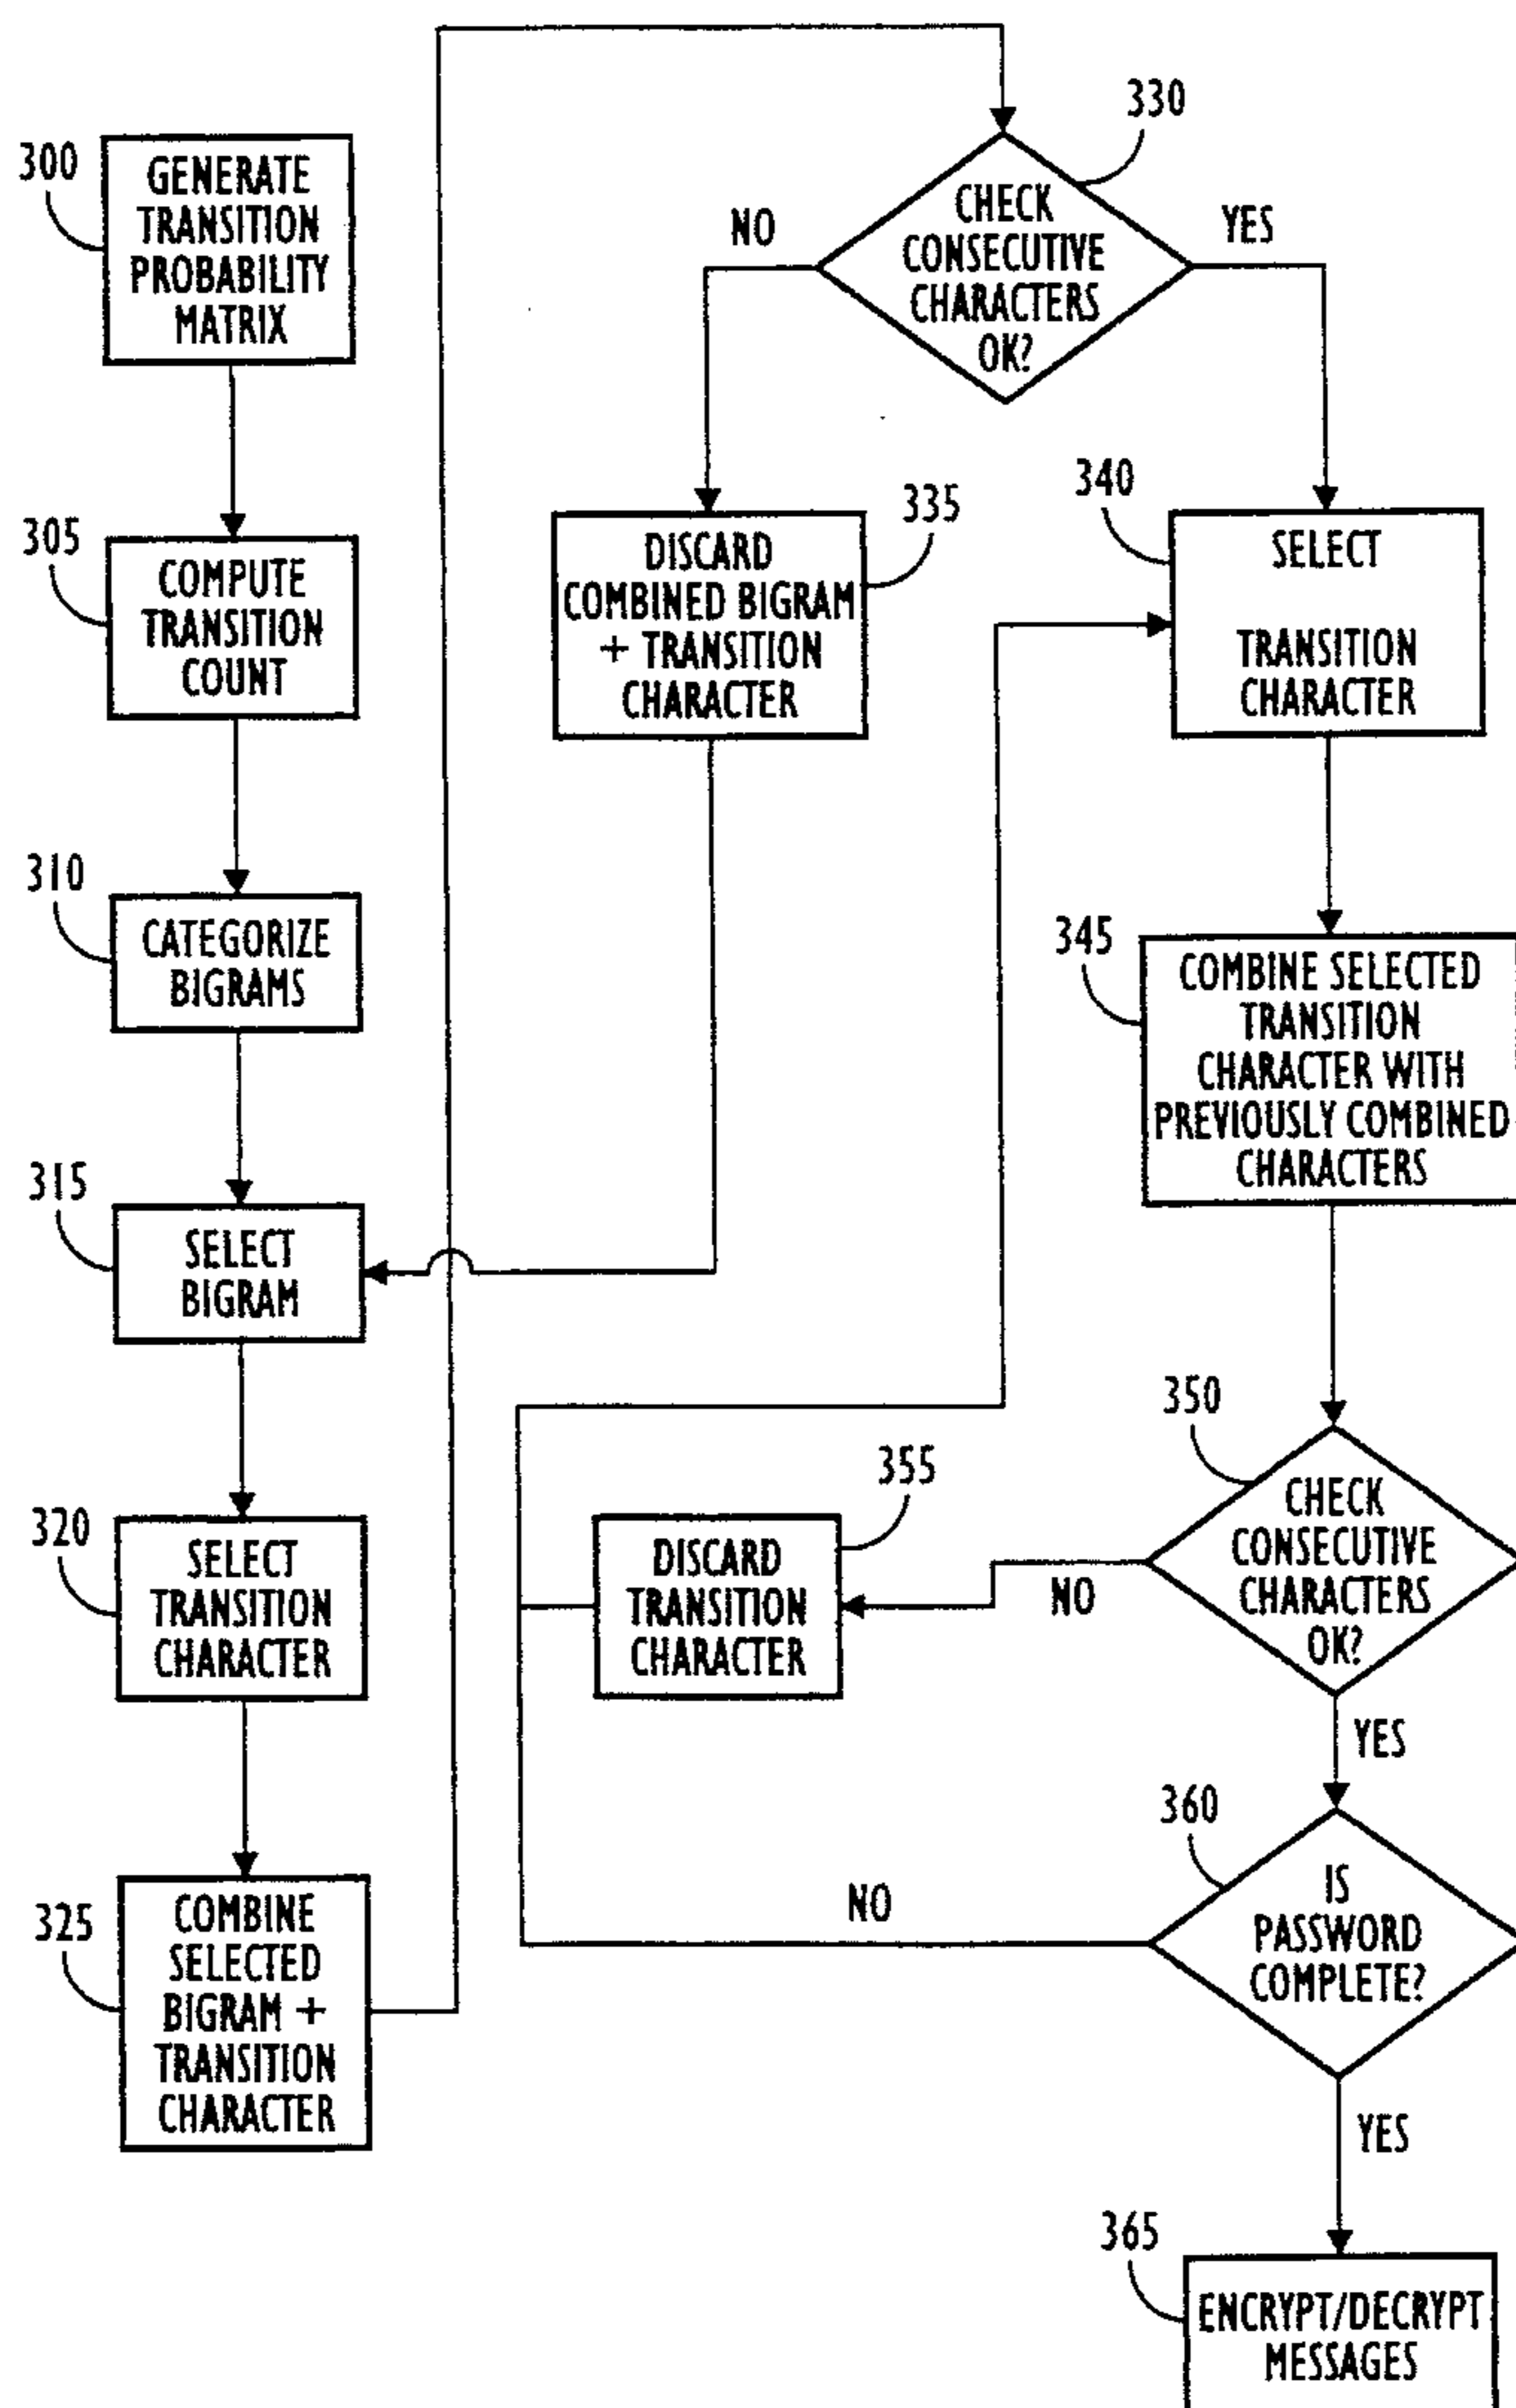 300
GENERATE
TRANSITION
PROBABILITY
MATRIX
305
COMPUTE
TRANSITION
COUNT
310
CATEGORIZE
BIGRAMS
315
SELECT
BIGRAM
320
SELECT
TRANSITION
CHARACTER
325
COMBINE
SELECTED
BIGRAM +
TRANSITION
CHARACTER
330
CHECK
CONSECUTIVE
CHARACTERS
OK?
NO
YES
335
DISCARD
COMBINED BIGRAM
+ TRANSITION
CHARACTER
340
SELECT
TRANSITION
CHARACTER
345
COMBINE SELECTED
TRANSITION
CHARACTER WITH
PREVIOUSLY COMBINED
CHARACTERS
350
CHECK
CONSECUTIVE
CHARACTERS
OK?
NO
YES
355
DISCARD
TRANSITION
CHARACTER
360
IS
PASSWORD
COMPLETE?
NO
YES
365
ENCRYPT/DECRYPT
MESSAGES